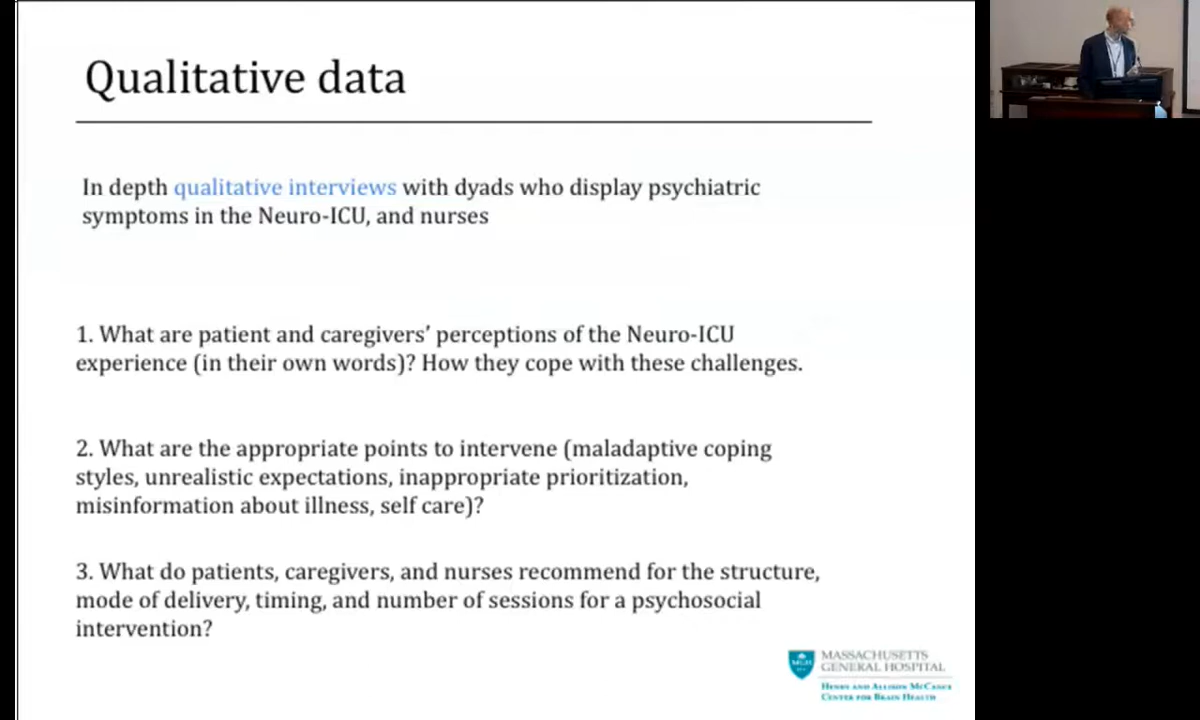 Qualitative data
In depth qualitative interviews with dyads who display psychiatric
symptoms in the Neuro-ICU, and nurses
1. What are patient and caregivers’ perceptions of the Neuro-ICU
experience (in their own words)? How they cope with these challenges.
2. What are the appropriate points to intervene (maladaptive coping
styles, unrealistic expectations, inappropriate prioritization,
misinformation about illness, self care)?
3. What do patients, caregivers, and nurses recommend for the structure,
mode of delivery, timing, and number of sessions for a psychosocial
intervention?
MGH
MASSACHUSETTS
GENERAL HOSPITAL
Henry and Allison McCance
Center for Brain Health